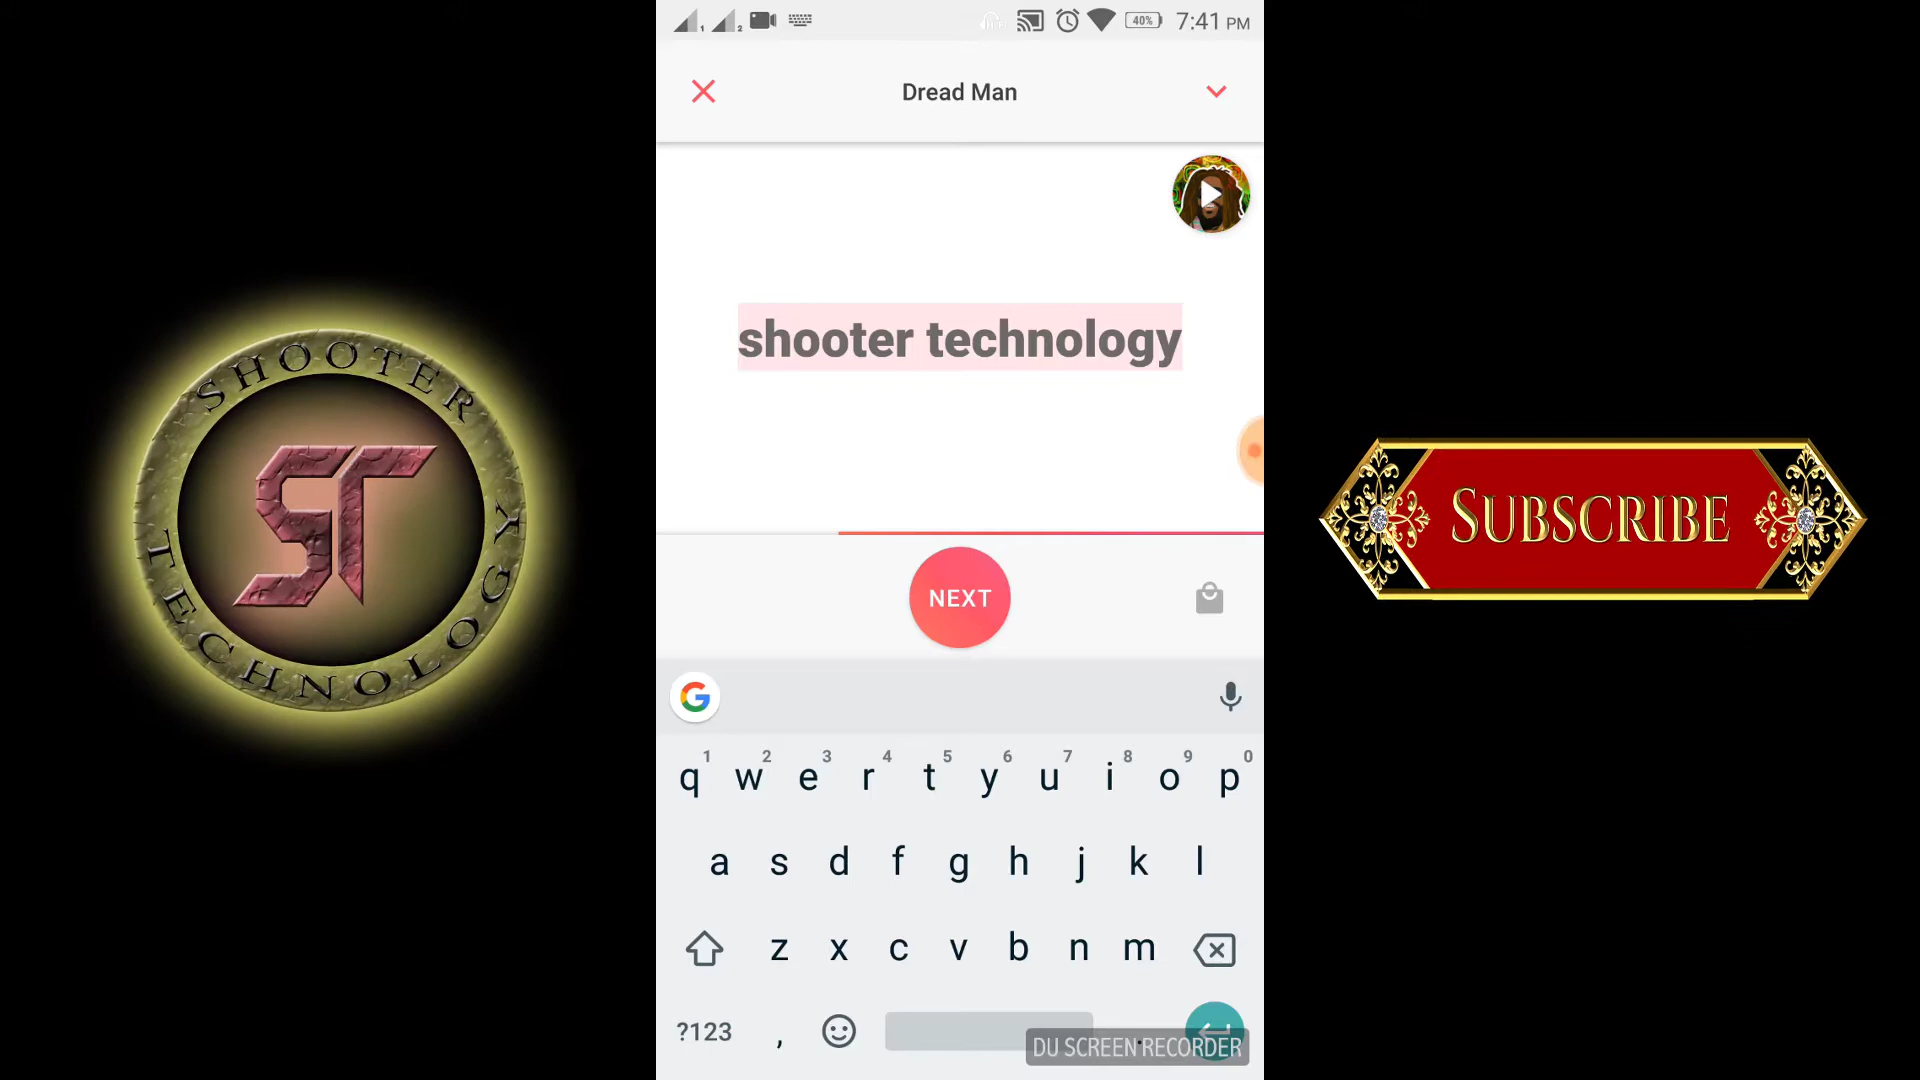 40% 7:41 PM
Dread Man
shooter technology
NEXT
SHOOTER
ST
TECHNOLOGY
SUBSCRIBE
G
1 2 3 4 5 6 7 8 9 0
q w e r t y u i o p
a s d f g h j k l
z x c v b n m
?123 , .
DU SCREEN RECORDER